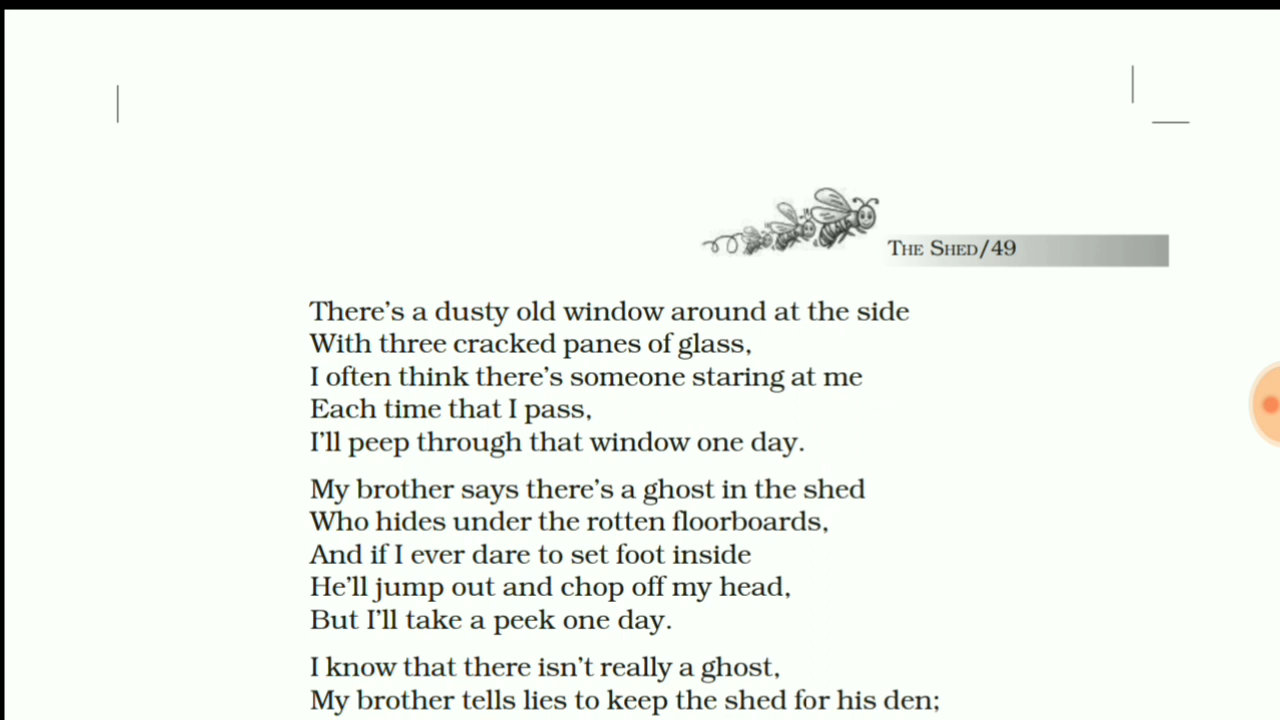 THE SHED/49
There's a dusty old window around at the side
With three cracked panes of glass,
I often think there's someone staring at me
Each time that I pass,
I'll peep through that window one day.
My brother says there's a ghost in the shed
Who hides under the rotten floorboards,
And if I ever dare to set foot inside
He'll jump out and chop off my head,
But I'll take a peek one day.
I know that there isn't really a ghost,
My brother tells lies to keep the shed for his den;